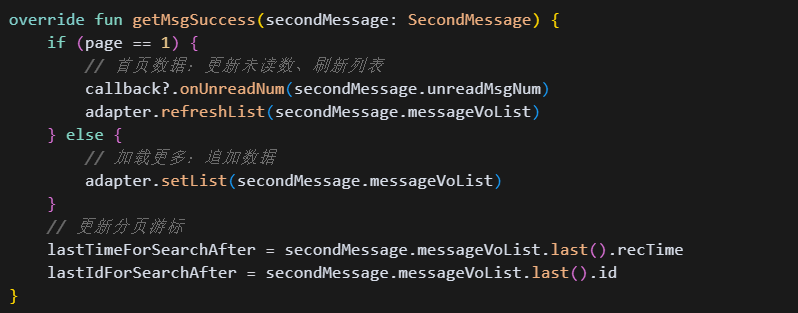 override fun getMsgSuccess(secondMessage: SecondMessage) {
    if (page == 1) {
        // 首页数据: 更新未读数、刷新列表
        callback?.onUnreadNum(secondMessage.unreadMsgNum)
        adapter.refreshList(secondMessage.messageVoList)
    } else {
        // 加载更多: 追加数据
        adapter.setList(secondMessage.messageVoList)
    }
    // 更新分页游标
    lastTimeForSearchAfter = secondMessage.messageVoList.last().recTime
    lastIdForSearchAfter = secondMessage.messageVoList.last().id
}